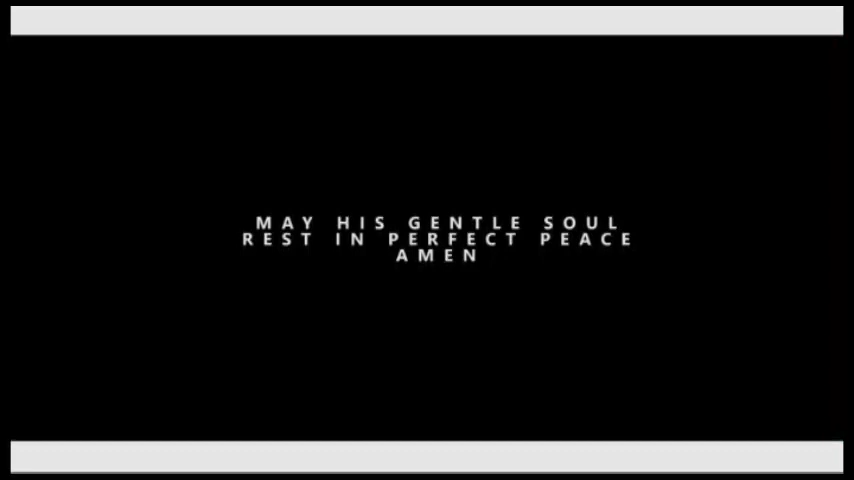 MAY HIS GENTLE SOUL
REST IN PERFECT PEACE
AMEN